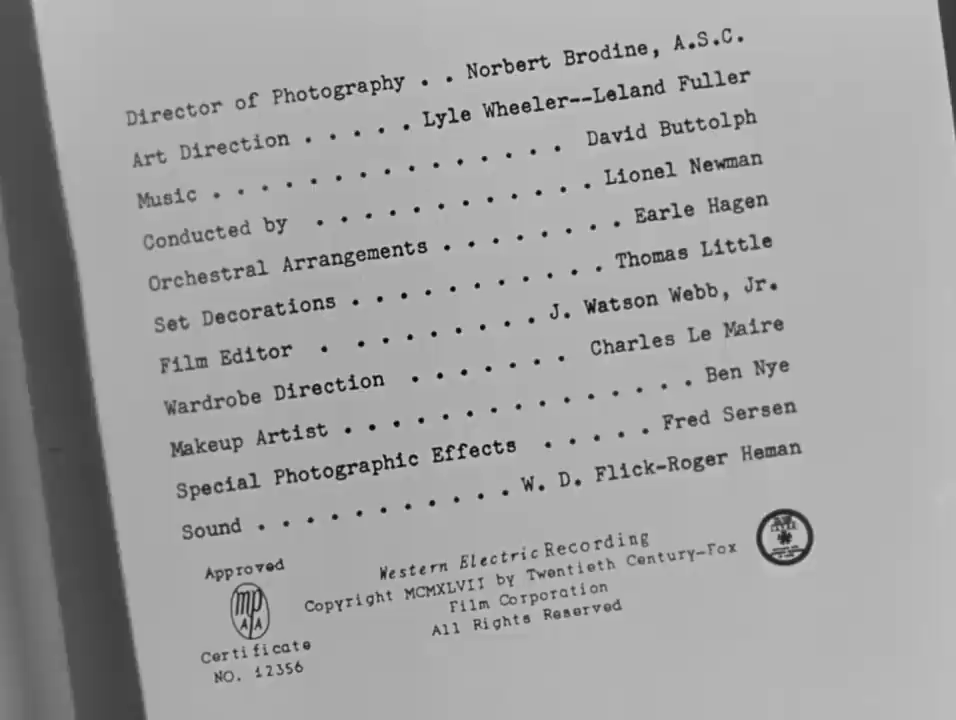 Director of Photography . . Norbert Brodine, A.S.C.
Art Direction . . . . . Lyle Wheeler--Leland Fuller
Music . . . . . . . . . . . . . . . David Buttolph
Conducted by . . . . . . . . . . . . Lionel Newman
Orchestral Arrangements . . . . . . . . Earle Hagen
Set Decorations . . . . . . . . . . . Thomas Little
Film Editor . . . . . . . . . J. Watson Webb, Jr.
Wardrobe Direction . . . . . . . Charles Le Maire
Makeup Artist . . . . . . . . . . . . . . . Ben Nye
Special Photographic Effects . . . . . Fred Sersen
Sound . . . . . . . . . . . W. D. Flick-Roger Heman
Approved
MPAA
Certificate
NO. 12356
Western Electric Recording
Copyright MCMXLVII by Twentieth Century-Fox
Film Corporation
All Rights Reserved